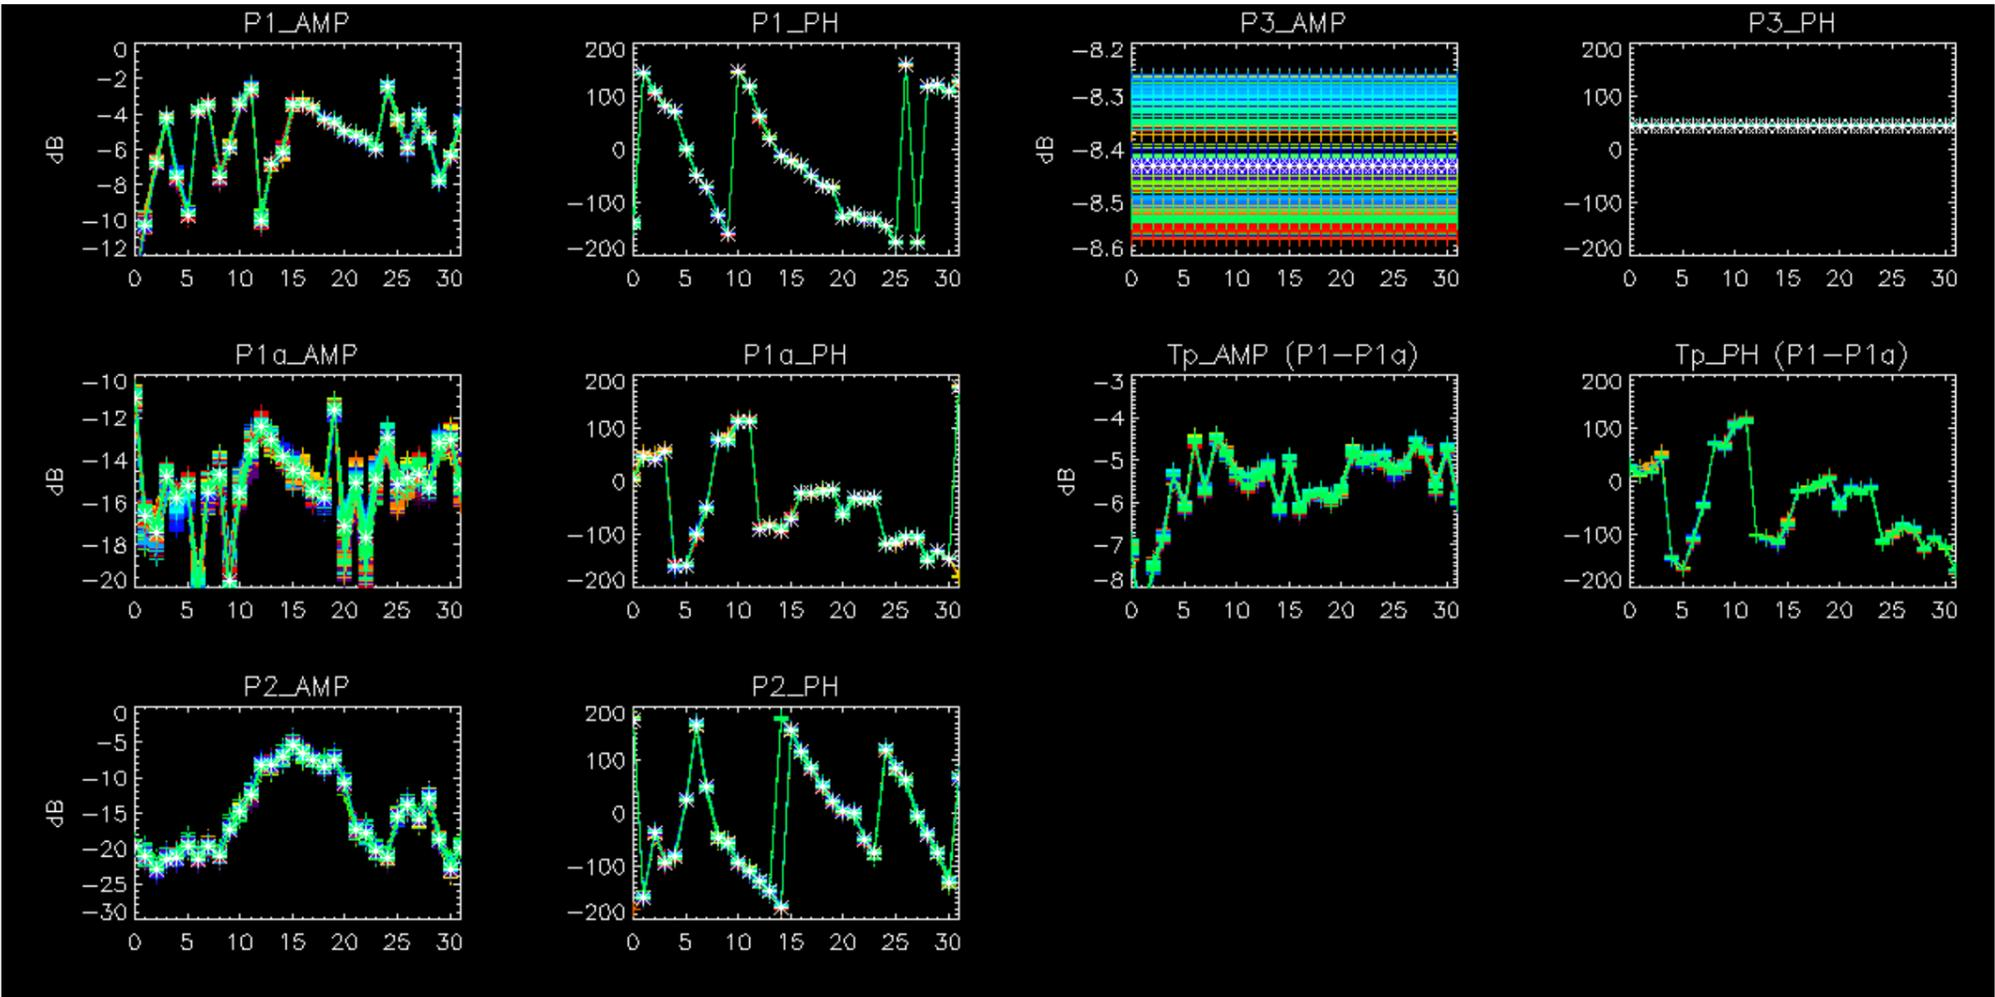 P1_AMP
0
-2
-4
-6
-8
-10
-12
dB
0 5 10 15 20 25 30
P1_PH
200
100
0
-100
-200
0 5 10 15 20 25 30
P3_AMP
-8.2
-8.3
-8.4
-8.5
-8.6
dB
0 5 10 15 20 25 30
P3_PH
200
100
0
-100
-200
0 5 10 15 20 25 30
P1a_AMP
-10
-12
-14
-16
-18
-20
dB
0 5 10 15 20 25 30
P1a_PH
200
100
0
-100
-200
0 5 10 15 20 25 30
Tp_AMP (P1-P1a)
-3
-4
-5
-6
-7
-8
dB
0 5 10 15 20 25 30
Tp_PH (P1-P1a)
200
100
0
-100
-200
0 5 10 15 20 25 30
P2_AMP
0
-5
-10
-15
-20
-25
-30
dB
0 5 10 15 20 25 30
P2_PH
200
100
0
-100
-200
0 5 10 15 20 25 30